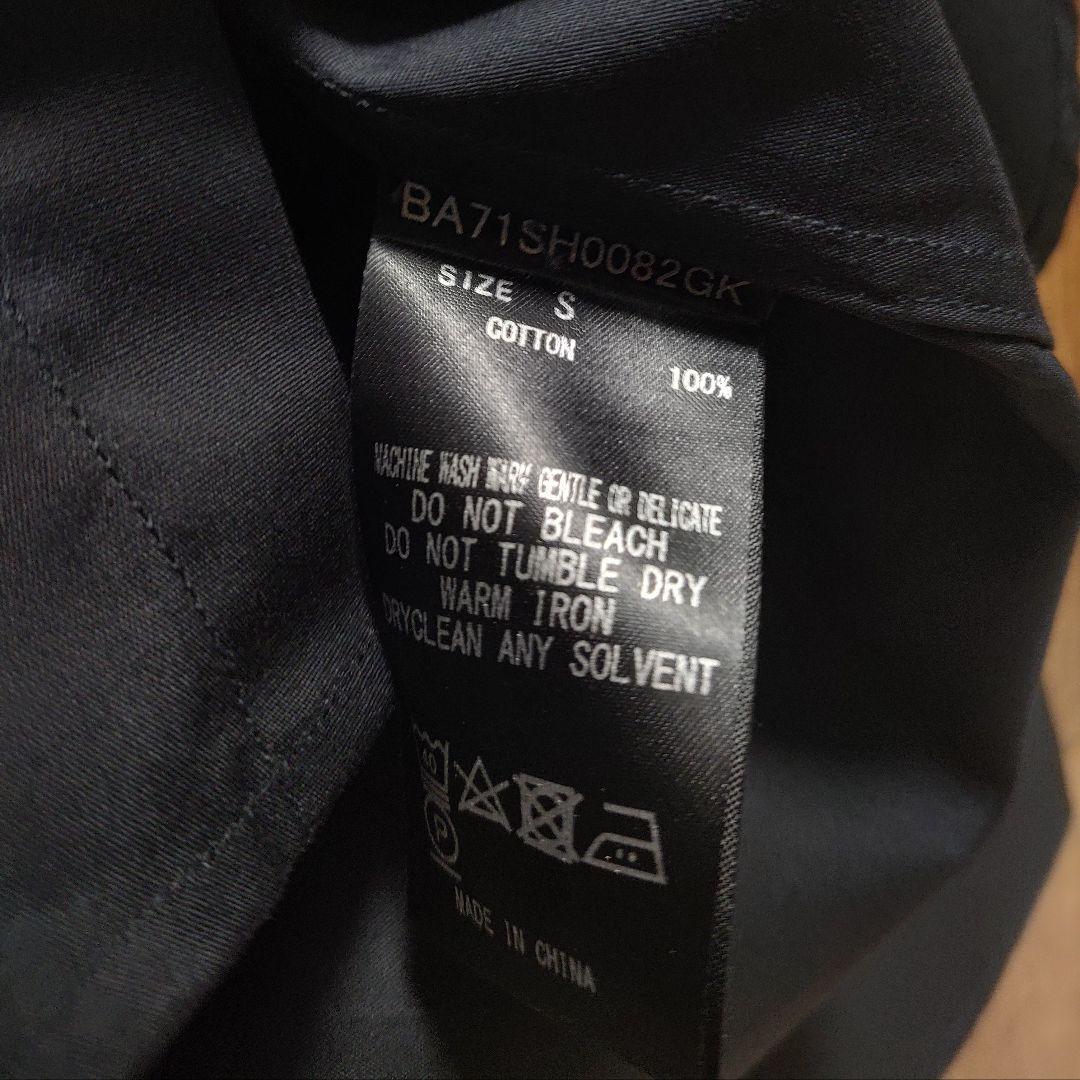 BA71SH0082GK
SIZE S
COTTON
100%
MACHINE WASH WARM GENTLE OR DELICATE
DO NOT BLEACH
DO NOT TUMBLE DRY
WARM IRON
DRYCLEAN ANY SOLVENT
P
MADE IN CHINA